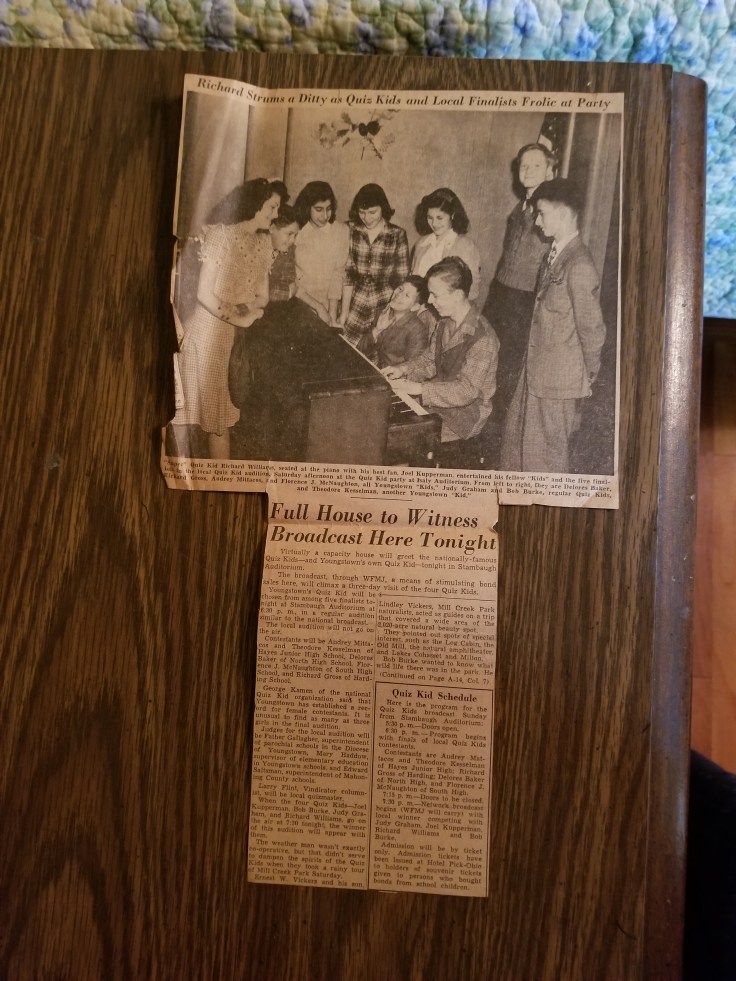 Richard Strums a Ditty as Quiz Kids and Local Finalists Frolic at Party
Quiz Kid Richard Williams, seated at the piano with his best fan, Joel Kupperman, entertained his fellow "Kids" and the five final-
ists in the local Quiz Kid audition, Saturday afternoon at the Quiz Kid party at Italy Auditorium. From left to right, they are Delores Baker,
Richard Gross, Audrey Mittacos, and Florence J. McNaughton, all Youngstown "Kids," Judy Graham and Bob Burke, regular Quiz Kids,
and Theodore Kesselman, another Youngstown "Kid."
Full House to Witness
Broadcast Here Tonight
Virtually a capacity house will greet the nationally-famous
Quiz Kids—and Youngstown's own Quiz Kid—tonight in Stambaugh
Auditorium.
The broadcast, through WFMJ, a means of stimulating bond
sales here, will climax a three-day visit of the four Quiz Kids.
Youngstown's Quiz Kid will be
chosen from among five finalists to-
night at Stambaugh Auditorium at
6:30 p. m., in a regular audition
similar to the national broadcast.
The local audition will not go on
the air.
Contestants will be Audrey Mitta-
cos and Theodore Kesselman of
Hayes Junior High School, Delores
Baker of North High School, Flor-
ence J. McNaughton of South High
School, and Richard Gross of Hard-
ing School.
George Kamen of the national
Quiz Kid organization said that
Youngstown has established a rec-
ord for female contestants. It is
unusual to find as many as three
girls in the final audition.
Judges for the local audition will
be Father Gallagher, superintendent
of parochial schools in the Diocese
of Youngstown, Mary Haddow,
supervisor of elementary education
in Youngstown schools, and Edward
Saltsman, superintendent of Mahon-
ing County schools.
Larry Flint, Vindicator column-
ist, will be local quizmaster.
When the four Quiz Kids—Joel
Kupperman, Bob Burke, Judy Gra-
ham, and Richard Williams, go on
the air at 7:30 tonight, the winner
of this audition will appear with
them.
The weather man wasn't exactly
co-operative, but that didn't serve
to dampen the spirits of the Quiz
Kids when they took a rainy tour
of Mill Creek Park Saturday.
Ernest W. Vickers and his son,
Lindley Vickers, Mill Creek Park
naturalists, acted as guides on a trip
that covered a wide area of the
2,020-acre natural beauty spot.
They pointed out spots of special
interest, such as the Log Cabin, the
Old Mill, the natural amphitheater,
and Lakes Cohasset and Milton.
Bob Burke wanted to know what
wild life there was in the park. He
(Continued on Page A-14, Col. 7)
Quiz Kid Schedule
Here is the program for the
Quiz Kids broadcast Sunday
from Stambaugh Auditorium:
5:30 p. m.—Doors open.
6:30 p. m.—Program begins
with finals of local Quiz Kids
contestants.
Contestants are Audrey Mat-
tacos and Theodore Kesselman
of Hayes Junior High; Richard
Gross of Harding; Delores Baker
of North High, and Florence J.
McNaughton of South High.
7:15 p. m.—Doors to be closed.
7:30 p. m.—Network broadcast
begins (WFMJ will carry) with
local winner competing with
Judy Graham, Joel Kupperman,
Richard Williams and Bob
Burke.
Admission will be by ticket
only. Admission tickets have
been issued at Hotel Pick-Ohio
to holders of souvenir tickets
given to persons who bought
bonds from school children.